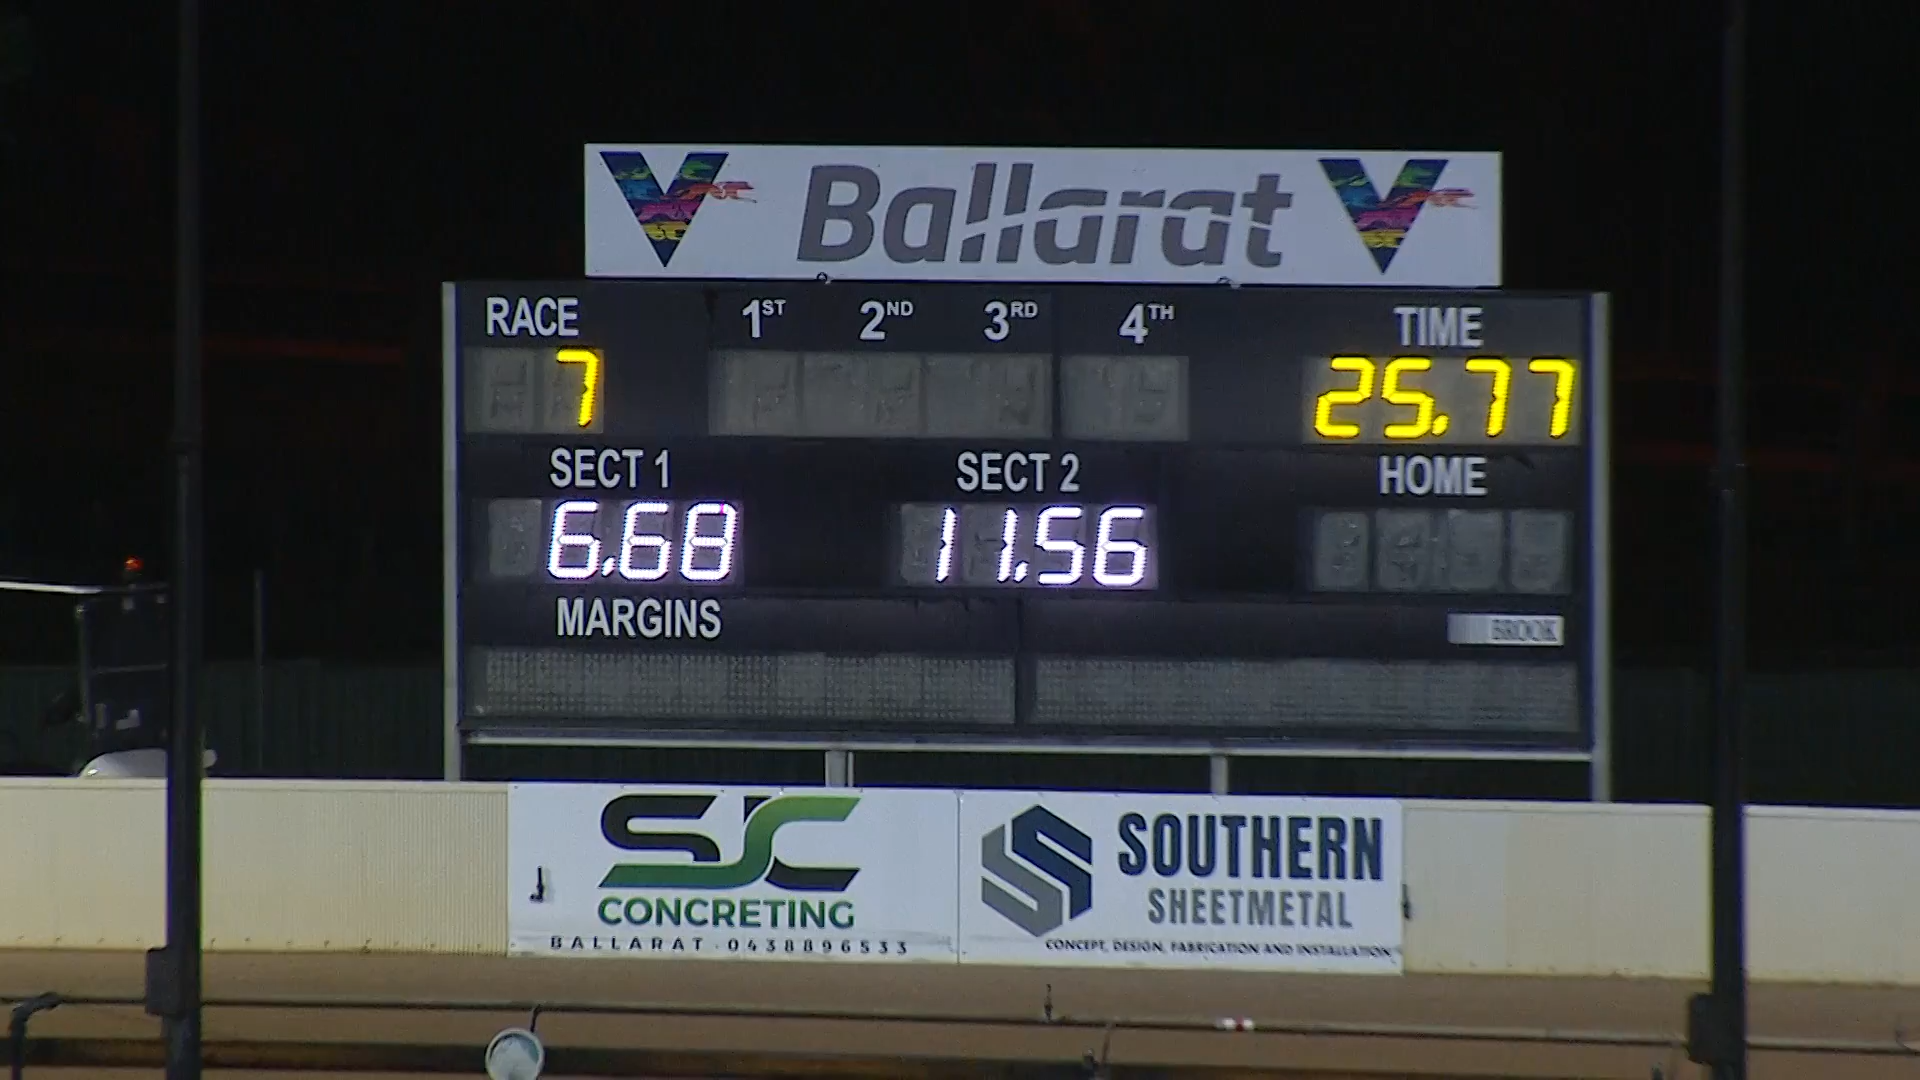 Ballarat
RACE 1ST 2ND 3RD 4TH TIME
7 25.77
SECT 1 SECT 2 HOME
6.68 11.56
MARGINS
BROOK
SJC
CONCRETING
BALLARAT · 0438896533
SOUTHERN
SHEETMETAL
CONCEPT, DESIGN, FABRICATION AND INSTALLATION